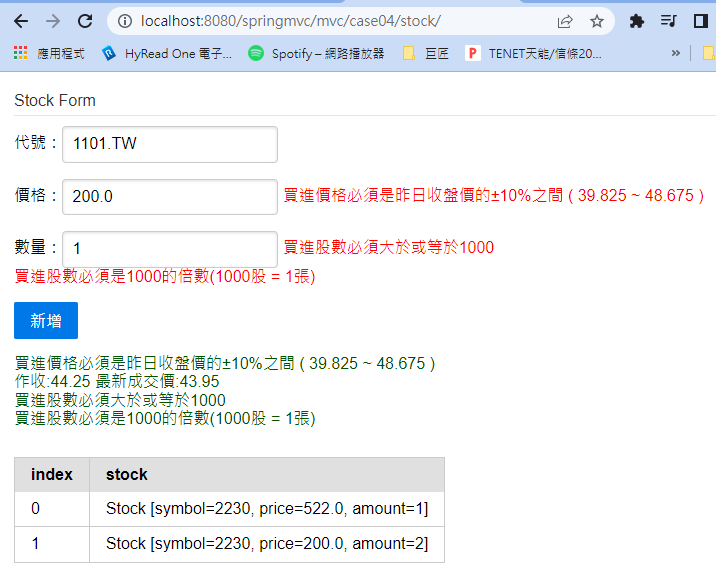 localhost:8080/springmvc/mvc/case04/stock/
應用程式 HyRead One 電子... Spotify – 網路播放器 巨匠 P TENET天能/信條20... »
Stock Form
代號：1101.TW
價格：200.0 買進價格必須是昨日收盤價的±10%之間 ( 39.825 ~ 48.675 )
數量：1 買進股數必須大於或等於1000
買進股數必須是1000的倍數(1000股 = 1張)
新增
買進價格必須是昨日收盤價的±10%之間 ( 39.825 ~ 48.675 )
作收:44.25 最新成交價:43.95
買進股數必須大於或等於1000
買進股數必須是1000的倍數(1000股 = 1張)
index stock
0 Stock [symbol=2230, price=522.0, amount=1]
1 Stock [symbol=2230, price=200.0, amount=2]